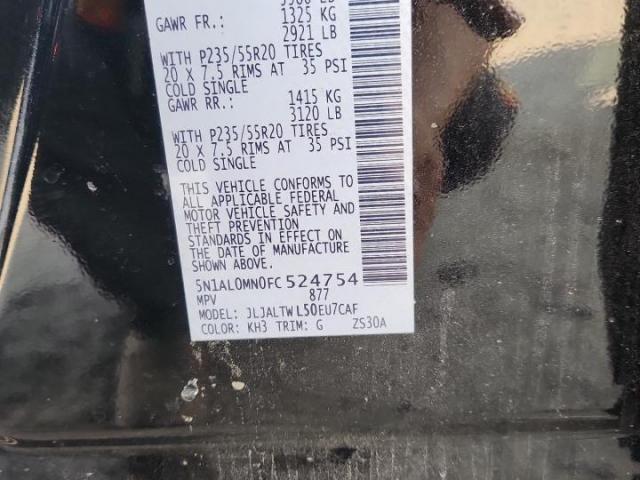 GAWR FR.: 1325 KG
2921 LB
WITH P235/55R20 TIRES
20 X 7.5 RIMS AT 35 PSI
COLD SINGLE
GAWR RR.: 1415 KG
3120 LB
WITH P235/55R20 TIRES
20 X 7.5 RIMS AT 35 PSI
COLD SINGLE
THIS VEHICLE CONFORMS TO
ALL APPLICABLE FEDERAL
MOTOR VEHICLE SAFETY AND
THEFT PREVENTION
STANDARDS IN EFFECT ON
THE DATE OF MANUFACTURE
SHOWN ABOVE.
5N1AL0MN0FC524754
MPV 877
MODEL: JLJALTWL50EU7CAF
COLOR: KH3 TRIM: G ZS30A